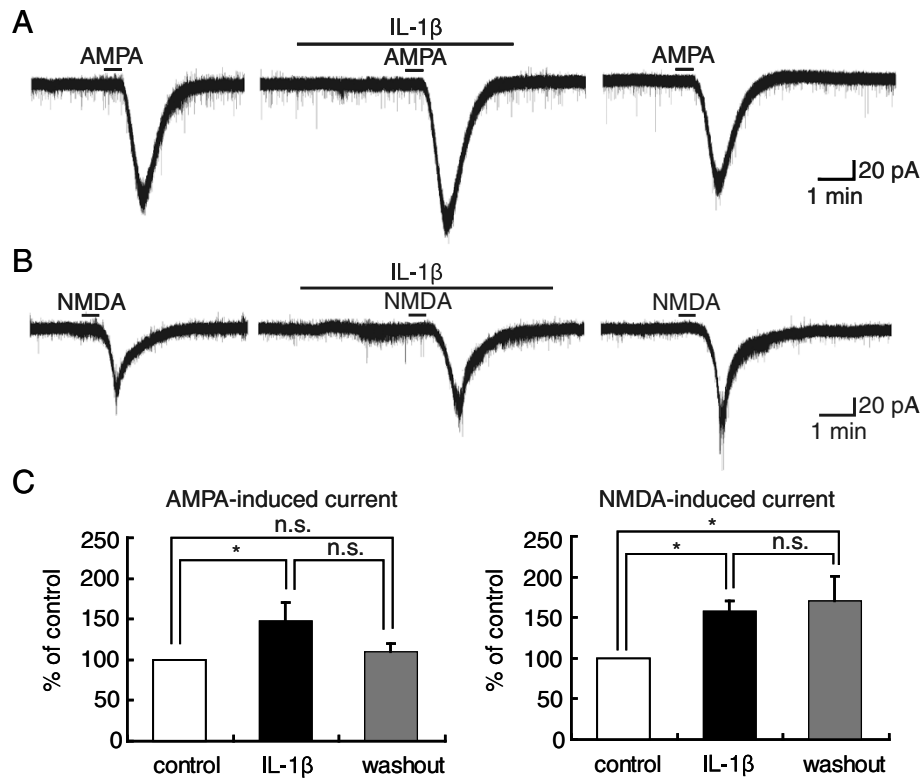 A
IL-1β
AMPA
AMPA
AMPA
20 pA
1 min
B
IL-1β
NMDA
NMDA
NMDA
20 pA
1 min
C
AMPA-induced current
n.s.
*
n.s.
% of control
250
200
150
100
50
0
control
IL-1β
washout
NMDA-induced current
*
*
n.s.
% of control
250
200
150
100
50
0
control
IL-1β
washout